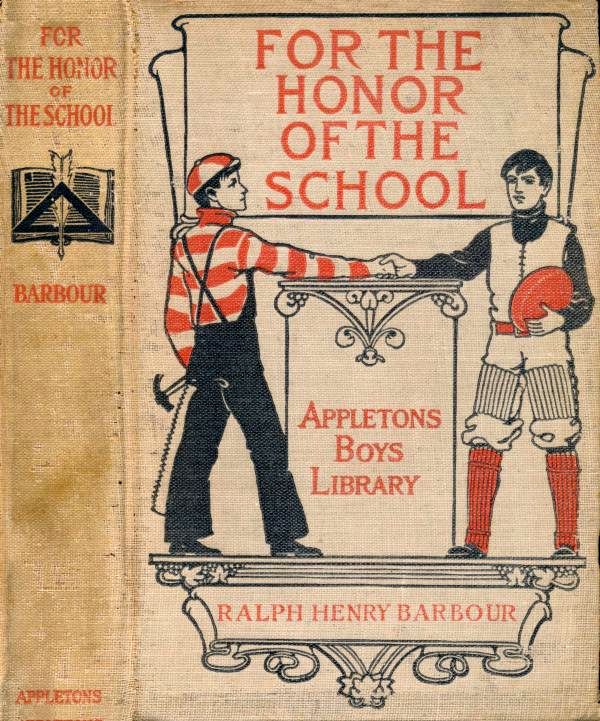 FOR
THE HONOR
OF
THE SCHOOL
BARBOUR
APPLETONS
FOR THE
HONOR
OF THE
SCHOOL
APPLETONS
BOYS
LIBRARY
RALPH HENRY BARBOUR